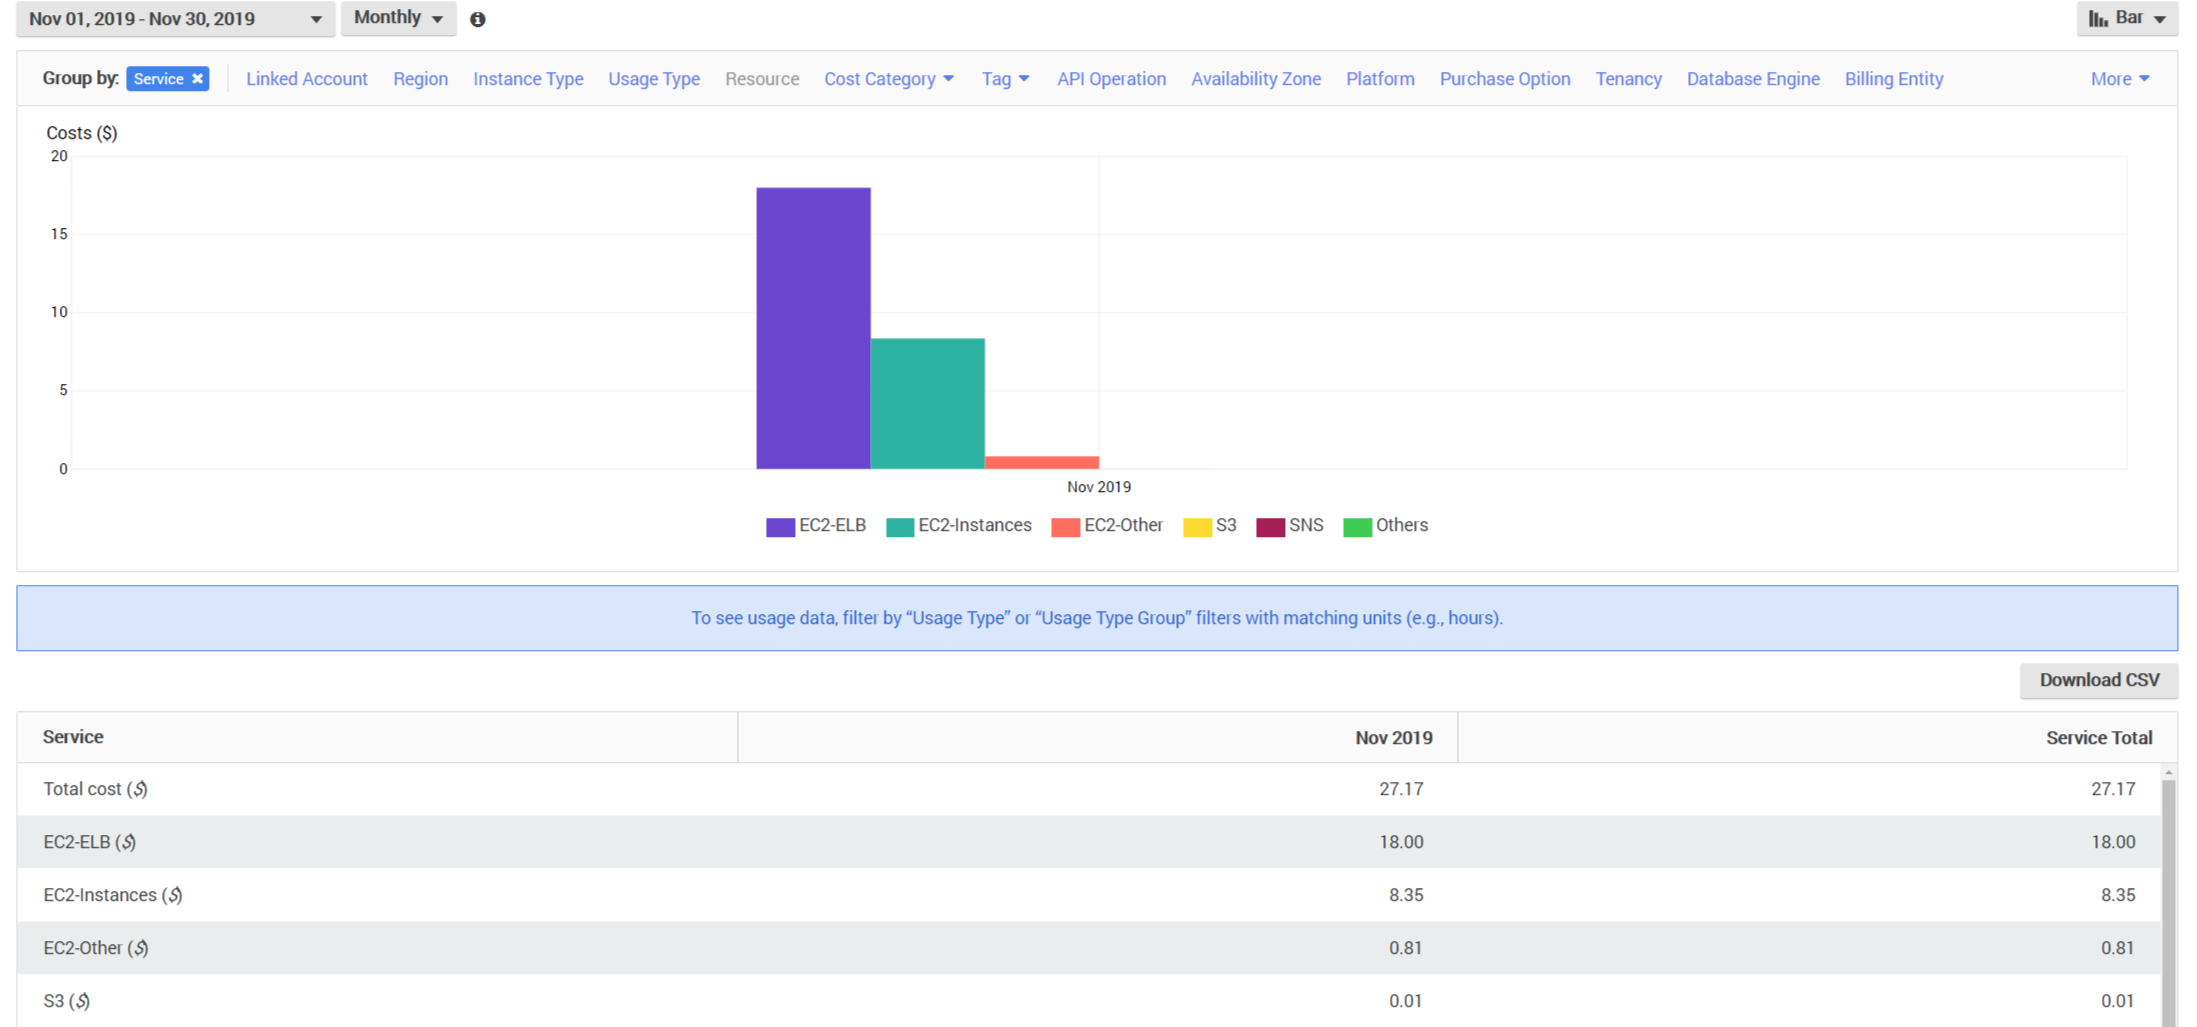 Nov 01, 2019 - Nov 30, 2019 Monthly Bar
Group by: Service Linked Account Region Instance Type Usage Type Resource Cost Category Tag API Operation Availability Zone Platform Purchase Option Tenancy Database Engine Billing Entity More
Costs ($)
20
15
10
5
0
Nov 2019
EC2-ELB EC2-Instances EC2-Other S3 SNS Others
To see usage data, filter by “Usage Type” or “Usage Type Group” filters with matching units (e.g., hours).
Download CSV
Service Nov 2019 Service Total
Total cost ($) 27.17 27.17
EC2-ELB ($) 18.00 18.00
EC2-Instances ($) 8.35 8.35
EC2-Other ($) 0.81 0.81
S3 ($) 0.01 0.01